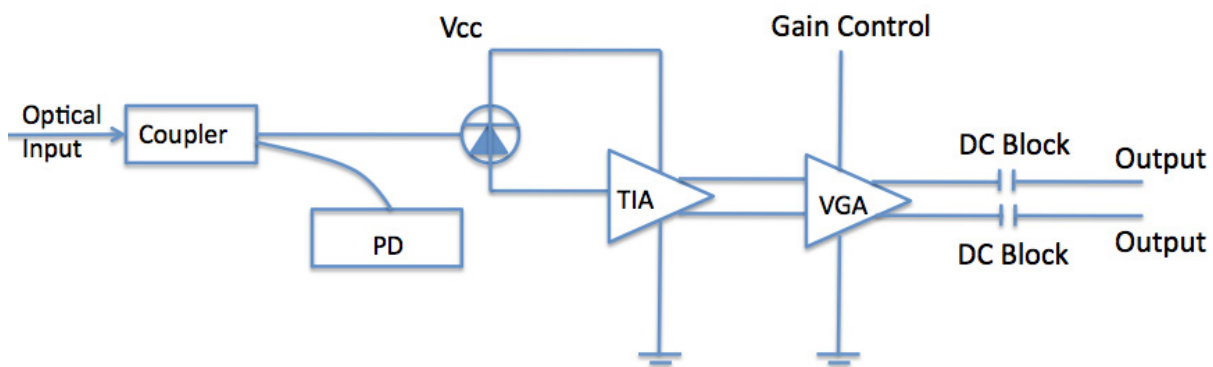 Vcc
Gain Control
Optical
Input
Coupler
DC Block
Output
TIA
VGA
PD
DC Block
Output